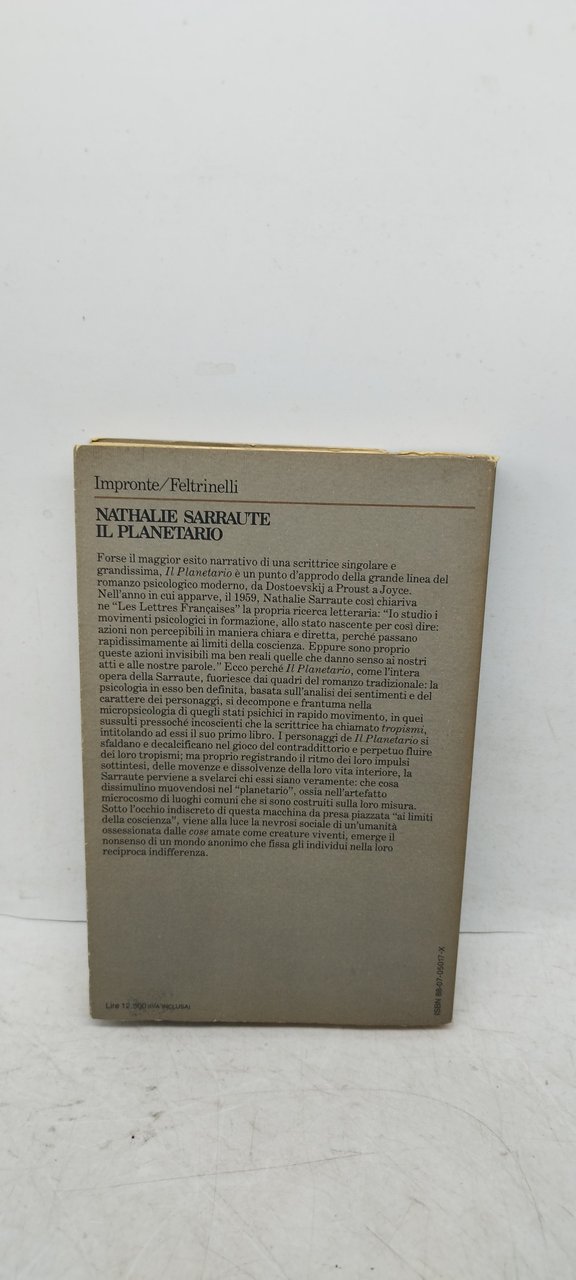 Impronte/Feltrinelli
NATHALIE SARRAUTE
IL PLANETARIO
Forse il maggior esito narrativo di una scrittrice singolare e
grandissima, Il Planetario è un punto d'approdo della grande linea del
romanzo psicologico moderno, da Dostoevskij a Proust a Joyce.
Nell'anno in cui apparve, il 1959, Nathalie Sarraute così chiariva
ne "Les Lettres Françaises" la propria ricerca letteraria: "Io studio i
movimenti psicologici in formazione, allo stato nascente per così dire:
azioni non percepibili in maniera chiara e diretta, perché passano
rapidissimamente ai limiti della coscienza. Eppure sono proprio
queste azioni invisibili ma ben reali quelle che danno senso ai nostri
atti e alle nostre parole." Ecco perché Il Planetario, come l'intera
opera della Sarraute, fuoriesce dai quadri del romanzo tradizionale: la
psicologia in esso ben definita, basata sull'analisi dei sentimenti e del
carattere dei personaggi, si decompone e frantuma nella
micropsicologia di quegli stati psichici in rapido movimento, in quei
sussulti pressoché incoscienti che la scrittrice ha chiamato tropismi,
intitolando ad essi il suo primo libro. I personaggi de Il Planetario si
sfaldano e decalcificano nel gioco del contraddittorio e perpetuo fluire
dei loro tropismi; ma proprio registrando il ritmo dei loro impulsi
sottintesi, delle movenze e dissolvenze della loro vita interiore, la
Sarraute perviene a svelarci chi essi siano veramente: che cosa
dissimulino muovendosi nel "planetario", ossia nell'artefatto
microcosmo di luoghi comuni che si sono costruiti sulla loro misura.
Sotto l'occhio indiscreto di questa macchina da presa piazzata "ai limiti
della coscienza", viene alla luce la nevrosi sociale di un'umanità
ossessionata dalle cose amate come creature viventi, emerge il
nonsenso di un mondo anonimo che fissa gli individui nella loro
reciproca indifferenza.
Lire 12.500 (IVA INCLUSA)
ISBN 88-07-05017-X